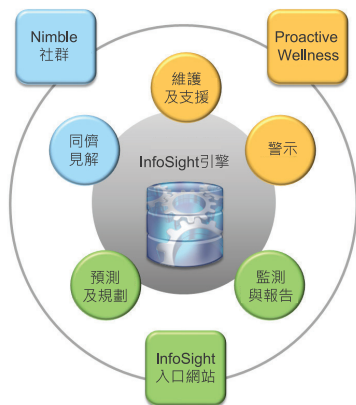 Nimble
社群
Proactive
Wellness
維護
及支援
同儕
見解
InfoSight引擎
警示
預測
及規劃
監測
與報告
InfoSight
入口網站